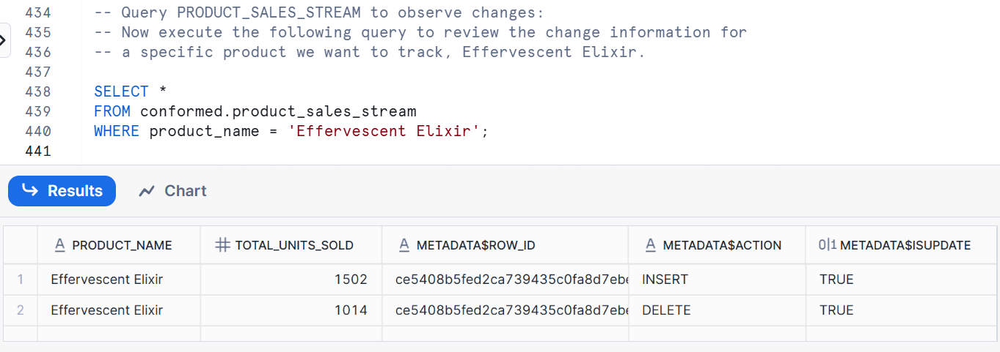 434 -- Query PRODUCT_SALES_STREAM to observe changes:
435 -- Now execute the following query to review the change information for
436 -- a specific product we want to track, Effervescent Elixir.
437
438 SELECT *
439 FROM conformed.product_sales_stream
440 WHERE product_name = 'Effervescent Elixir';
441
Results Chart
PRODUCT_NAME TOTAL_UNITS_SOLD METADATA$ROW_ID METADATA$ACTION METADATA$ISUPDATE
1 Effervescent Elixir 1502 ce5408b5fed2ca739435c0fa8d7ebe INSERT TRUE
2 Effervescent Elixir 1014 ce5408b5fed2ca739435c0fa8d7ebe DELETE TRUE